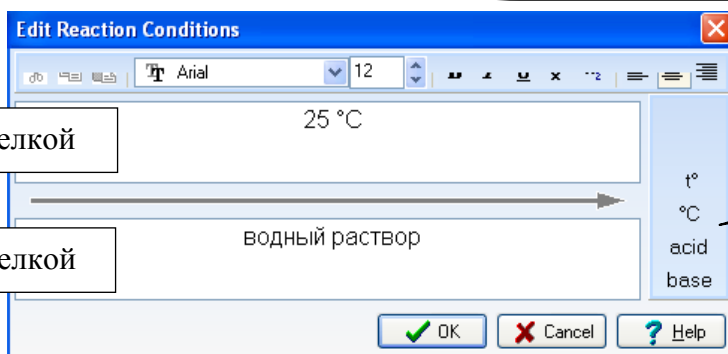 Edit Reaction Conditions
Arial 12
25 °C
елкой
t°
°C
водный раствор
елкой
acid
base
OK Cancel Help